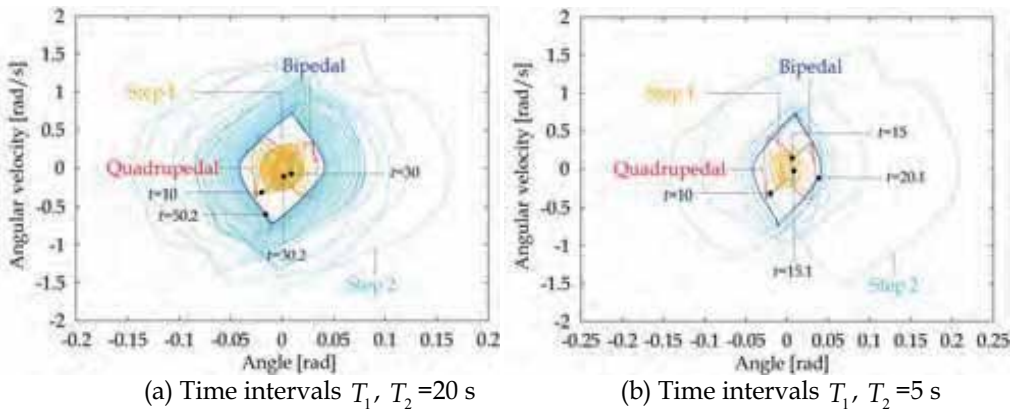 2
1.5
1
0.5
0
-0.5
-1
-1.5
-2
Angular velocity [rad/s]
Bipedal
Step 1
Quadrupedal
t=30
t=10
t=50.2
t=30.2
Step 2
-0.2 -0.15 -0.1 -0.05 0 0.05 0.1 0.15 0.2
Angle [rad]
(a) Time intervals T₁, T₂ =20 s
2
1.5
1
0.5
0
-0.5
-1
-1.5
-2
Angular velocity [rad/s]
Bipedal
Step 1
t=15
Quadrupedal
t=20.1
t=10
t=15.1
Step 2
-0.25 -0.2 -0.15 -0.1 -0.05 0 0.05 0.1 0.15 0.2 0.25
Angle [rad]
(b) Time intervals T₁, T₂ =5 s